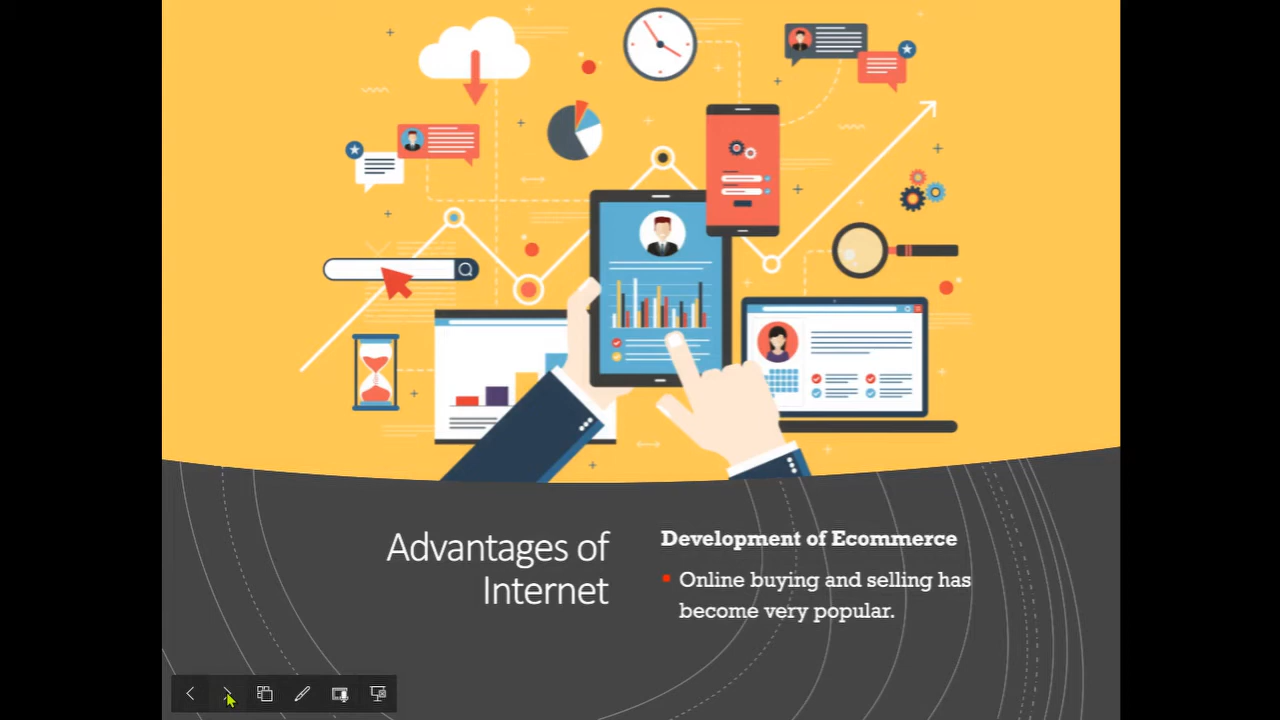 Advantages of
Internet
Development of Ecommerce
Online buying and selling has
become very popular.